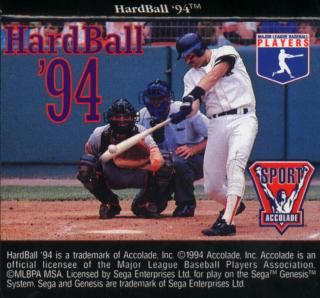 HardBall '94™
HardBall
'94
MAJOR LEAGUE BASEBALL
PLAYERS
SPORT
ACCOLADE
HardBall '94 is a trademark of Accolade, Inc. ©1994 Accolade, Inc. Accolade is an
official licensee of the Major League Baseball Players Association.
©MLBPA MSA. Licensed by Sega Enterprises Ltd. for play on the Sega™ Genesis™
System. Sega and Genesis are trademarks of Sega Enterprises Ltd.